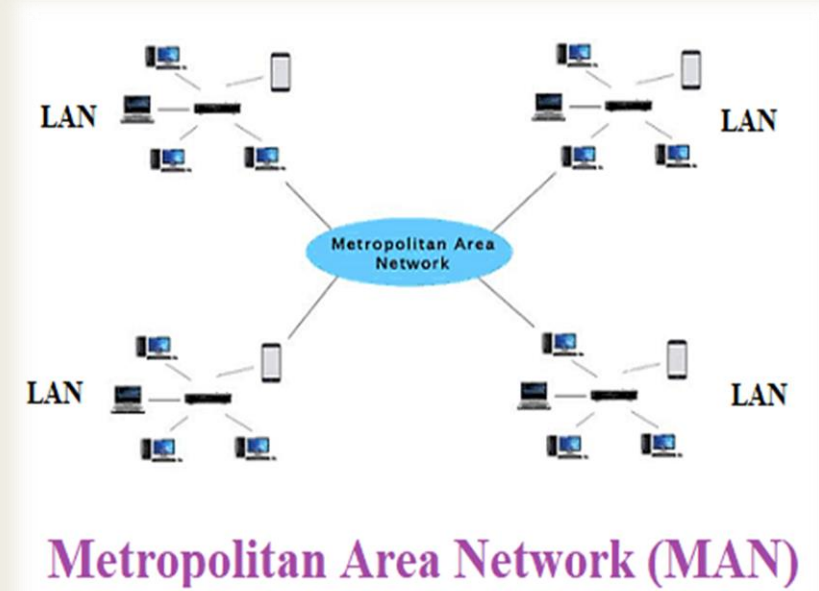 LAN
LAN
Metropolitan Area
Network
LAN
LAN
Metropolitan Area Network (MAN)